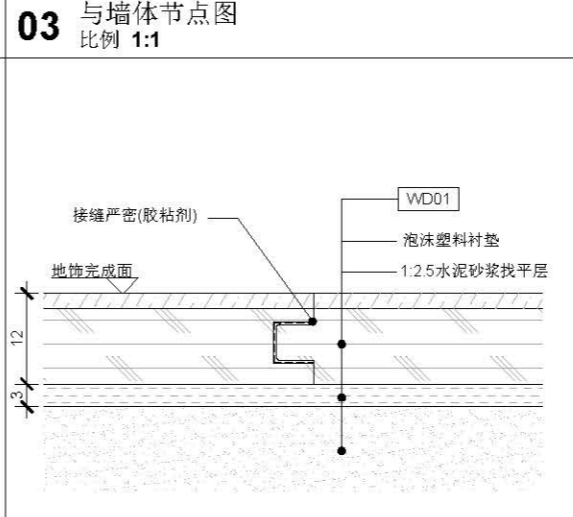 03 与墙体节点图
比例 1:1
WD01
接缝严密(胶粘剂)
泡沫塑料衬垫
地饰完成面
1:2.5水泥砂浆找平层
12
3